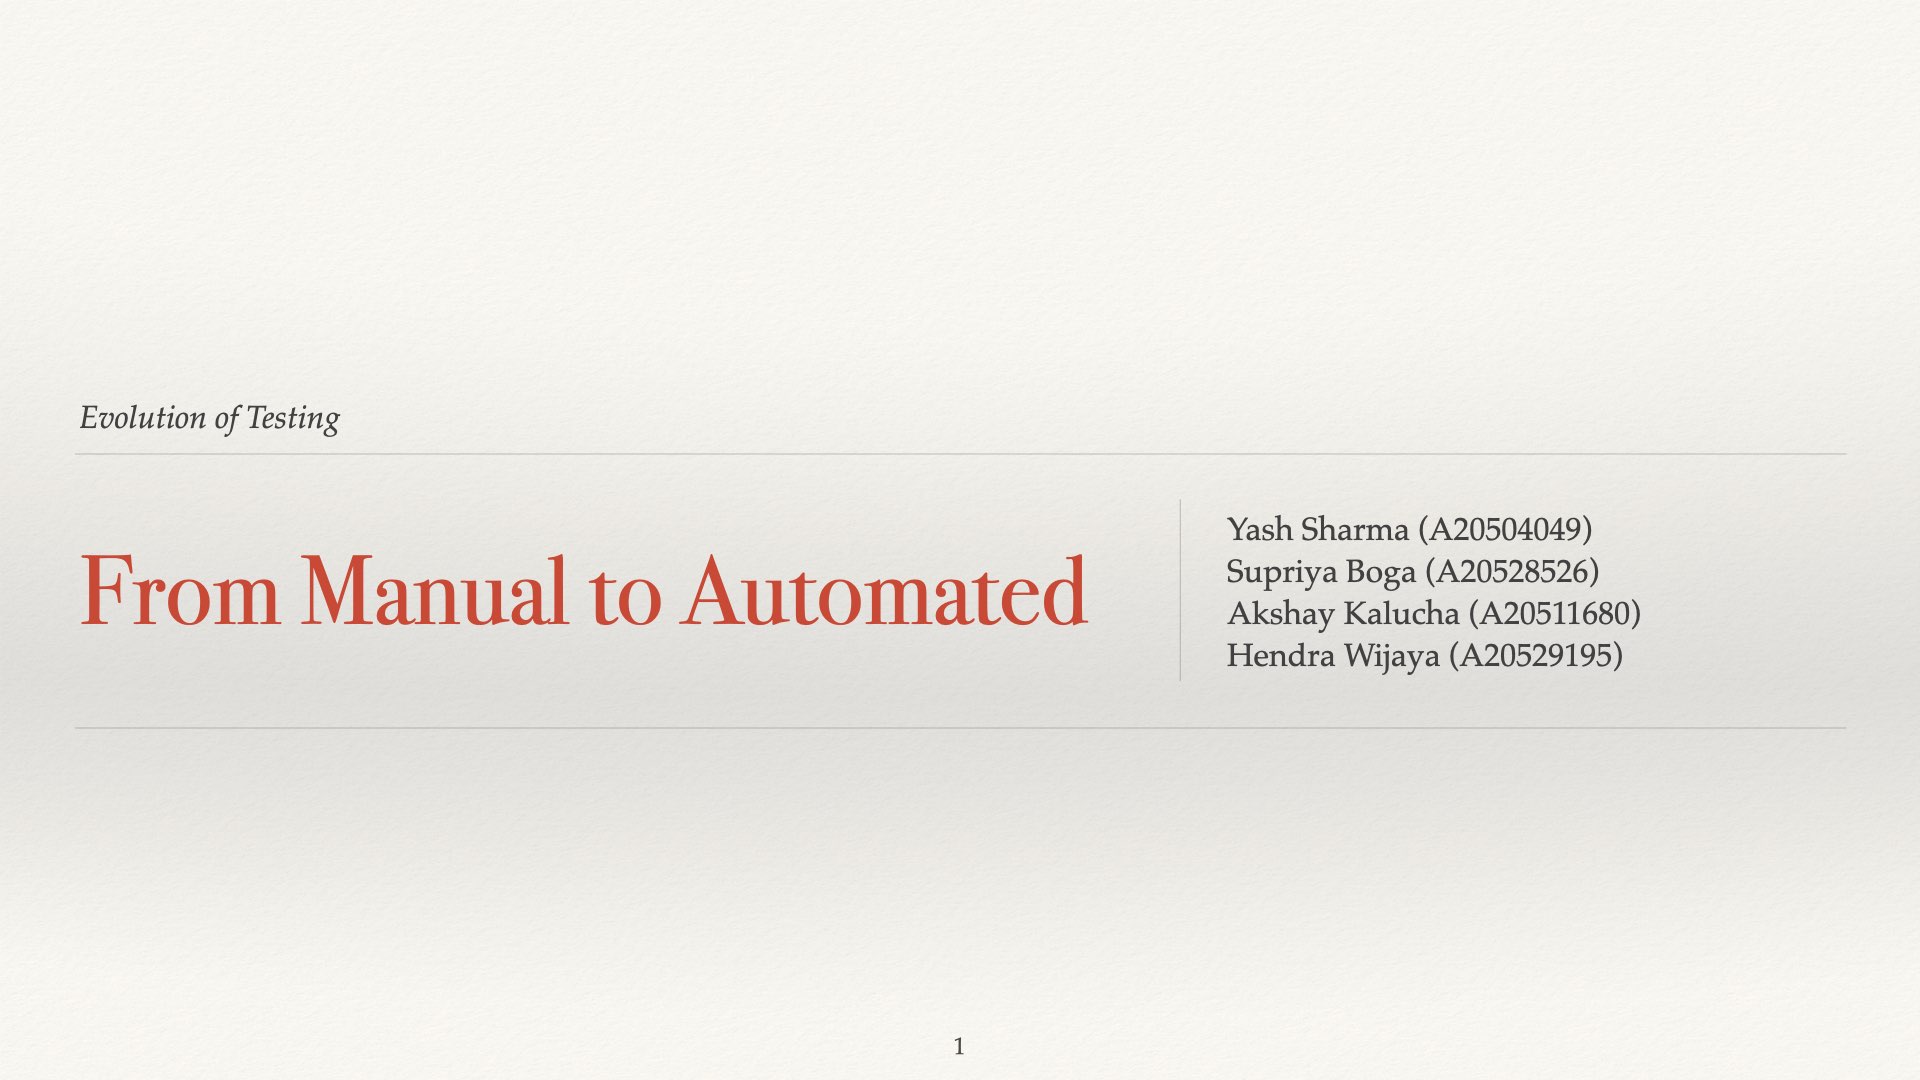 Evolution of Testing
From Manual to Automated
Yash Sharma (A20504049)
Supriya Boga (A20528526)
Akshay Kalucha (A20511680)
Hendra Wijaya (A20529195)
1